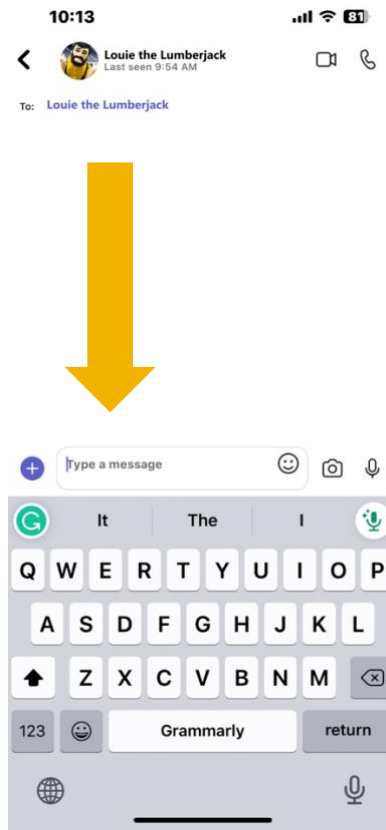 10:13
81
Louie the Lumberjack
Last seen 9:54 AM
To: Louie the Lumberjack
Type a message
G It The I
Q W E R T Y U I O P
A S D F G H J K L
Z X C V B N M
123 Grammarly return